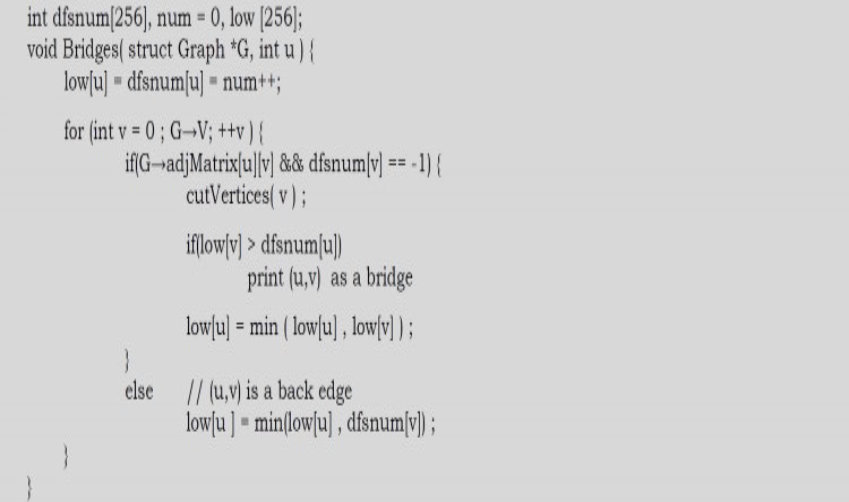 int dfsnum[256], num = 0, low [256];
void Bridges( struct Graph *G, int u ) {
low[u] = dfsnum[u] = num++;
for (int v = 0 ; G→V; ++v ) {
if(G→adjMatrix[u][v] && dfsnum[v] == -1) {
cutVertices( v ) ;
if(low[v] > dfsnum[u])
print (u,v) as a bridge
low[u] = min ( low[u] , low[v] ) ;
}
else // (u,v) is a back edge
low[u ] = min(low[u] , dfsnum[v]) ;
}
}